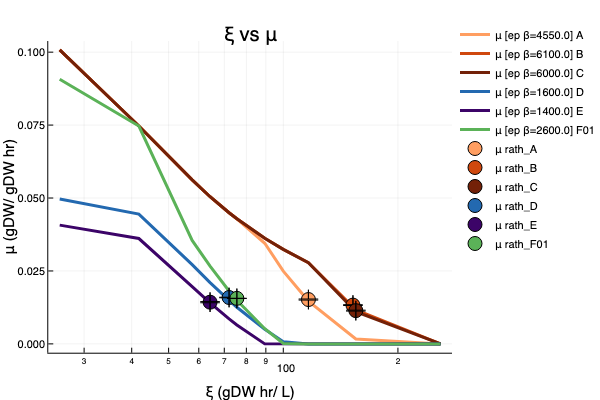 ξ vs μ
μ (gDW/ gDW hr)
0.100
0.075
0.050
0.025
0.000
3 4 5 6 7 8 9 100 2
ξ (gDW hr/ L)
μ [ep β=4550.0] A
μ [ep β=6100.0] B
μ [ep β=6000.0] C
μ [ep β=1600.0] D
μ [ep β=1400.0] E
μ [ep β=2600.0] F01
μ rath_A
μ rath_B
μ rath_C
μ rath_D
μ rath_E
μ rath_F01